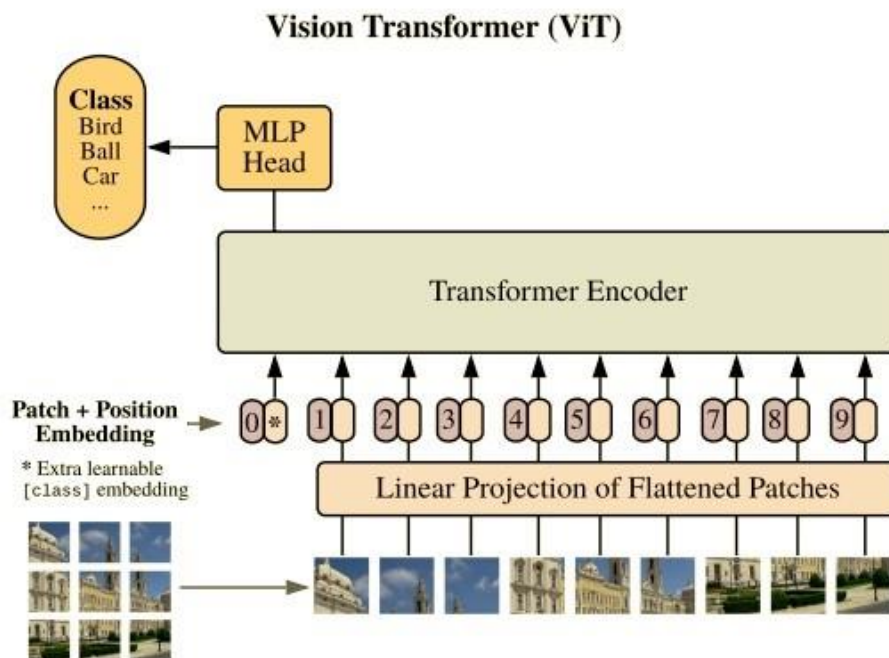 Vision Transformer (ViT)
Class
Bird
Ball
Car
...
MLP
Head
Transformer Encoder
Patch + Position
Embedding
0 * 1 2 3 4 5 6 7 8 9
* Extra learnable
[class] embedding
Linear Projection of Flattened Patches